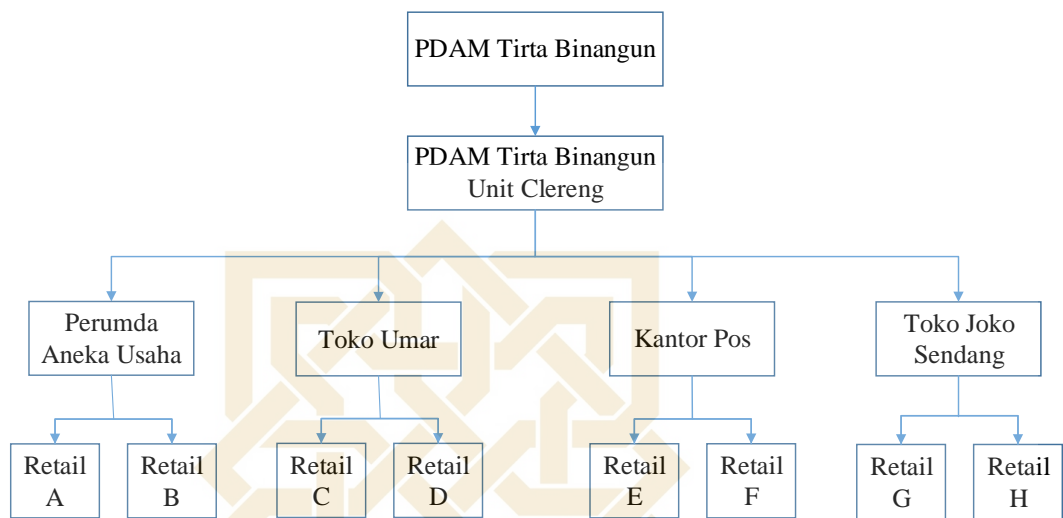 PDAM Tirta Binangun
PDAM Tirta Binangun
Unit Clereng
Perumda
Aneka Usaha
Toko Umar
Kantor Pos
Toko Joko
Sendang
Retail
A
Retail
B
Retail
C
Retail
D
Retail
E
Retail
F
Retail
G
Retail
H